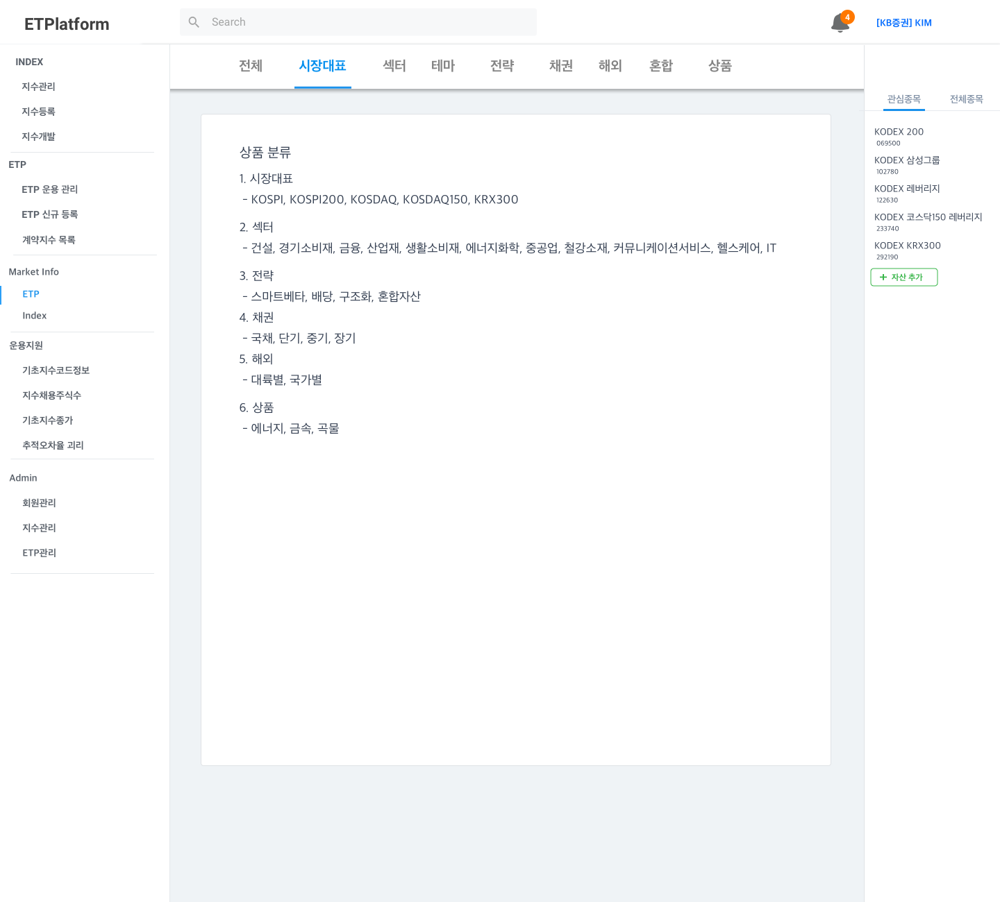 ETPlatform
Search
4
[KB증권] KIM
INDEX
지수관리
지수등록
지수개발
ETP
ETP 운용 관리
ETP 신규 등록
계약지수 목록
Market Info
ETP
Index
운용지원
기초지수코드정보
지수채용주식수
기초지수종가
추적오차율 괴리
Admin
회원관리
지수관리
ETP관리
전체 시장대표 섹터 테마 전략 채권 해외 혼합 상품
상품 분류
1. 시장대표
- KOSPI, KOSPI200, KOSDAQ, KOSDAQ150, KRX300
2. 섹터
- 건설, 경기소비재, 금융, 산업재, 생활소비재, 에너지화학, 중공업, 철강소재, 커뮤니케이션서비스, 헬스케어, IT
3. 전략
- 스마트베타, 배당, 구조화, 혼합자산
4. 채권
- 국채, 단기, 중기, 장기
5. 해외
- 대륙별, 국가별
6. 상품
- 에너지, 금속, 곡물
관심종목 전체종목
KODEX 200
069500
KODEX 삼성그룹
102780
KODEX 레버리지
122630
KODEX 코스닥150 레버리지
233740
KODEX KRX300
292190
+ 자산 추가